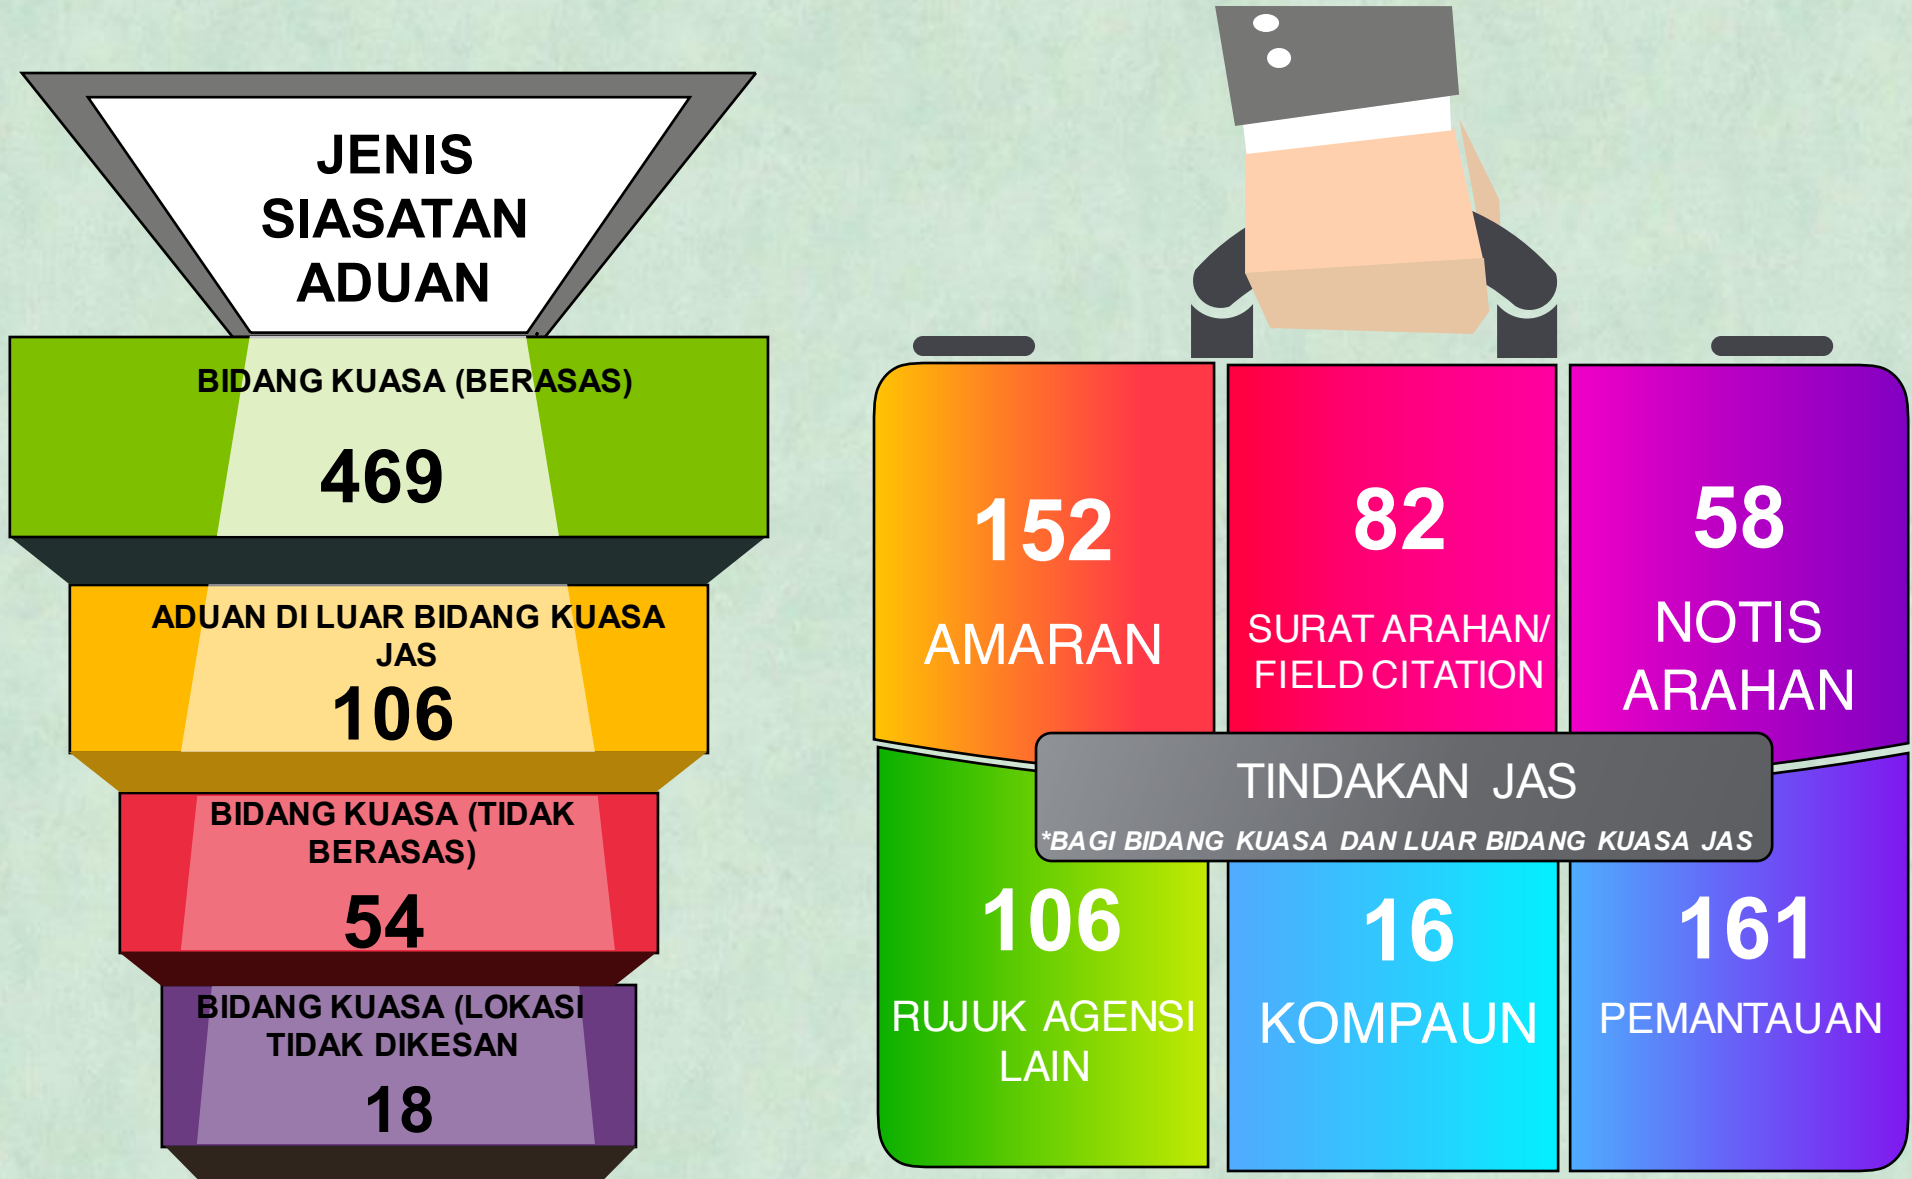 JENIS
SIASATAN
ADUAN
BIDANG KUASA (BERASAS)
469
ADUAN DI LUAR BIDANG KUASA
JAS
106
BIDANG KUASA (TIDAK
BERASAS)
54
BIDANG KUASA (LOKASI
TIDAK DIKESAN
18
152
AMARAN
82
SURAT ARAHAN/
FIELD CITATION
58
NOTIS
ARAHAN
TINDAKAN JAS
*BAGI BIDANG KUASA DAN LUAR BIDANG KUASA JAS
106
RUJUK AGENSI
LAIN
16
KOMPAUN
161
PEMANTAUAN